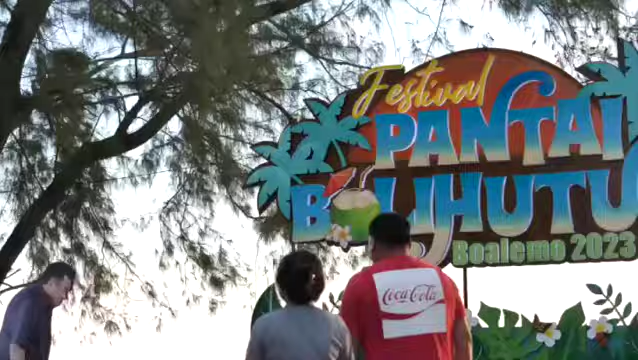 Festival
PANTAI
BOLIHUTU
Boalemo 2023
Coca-Cola